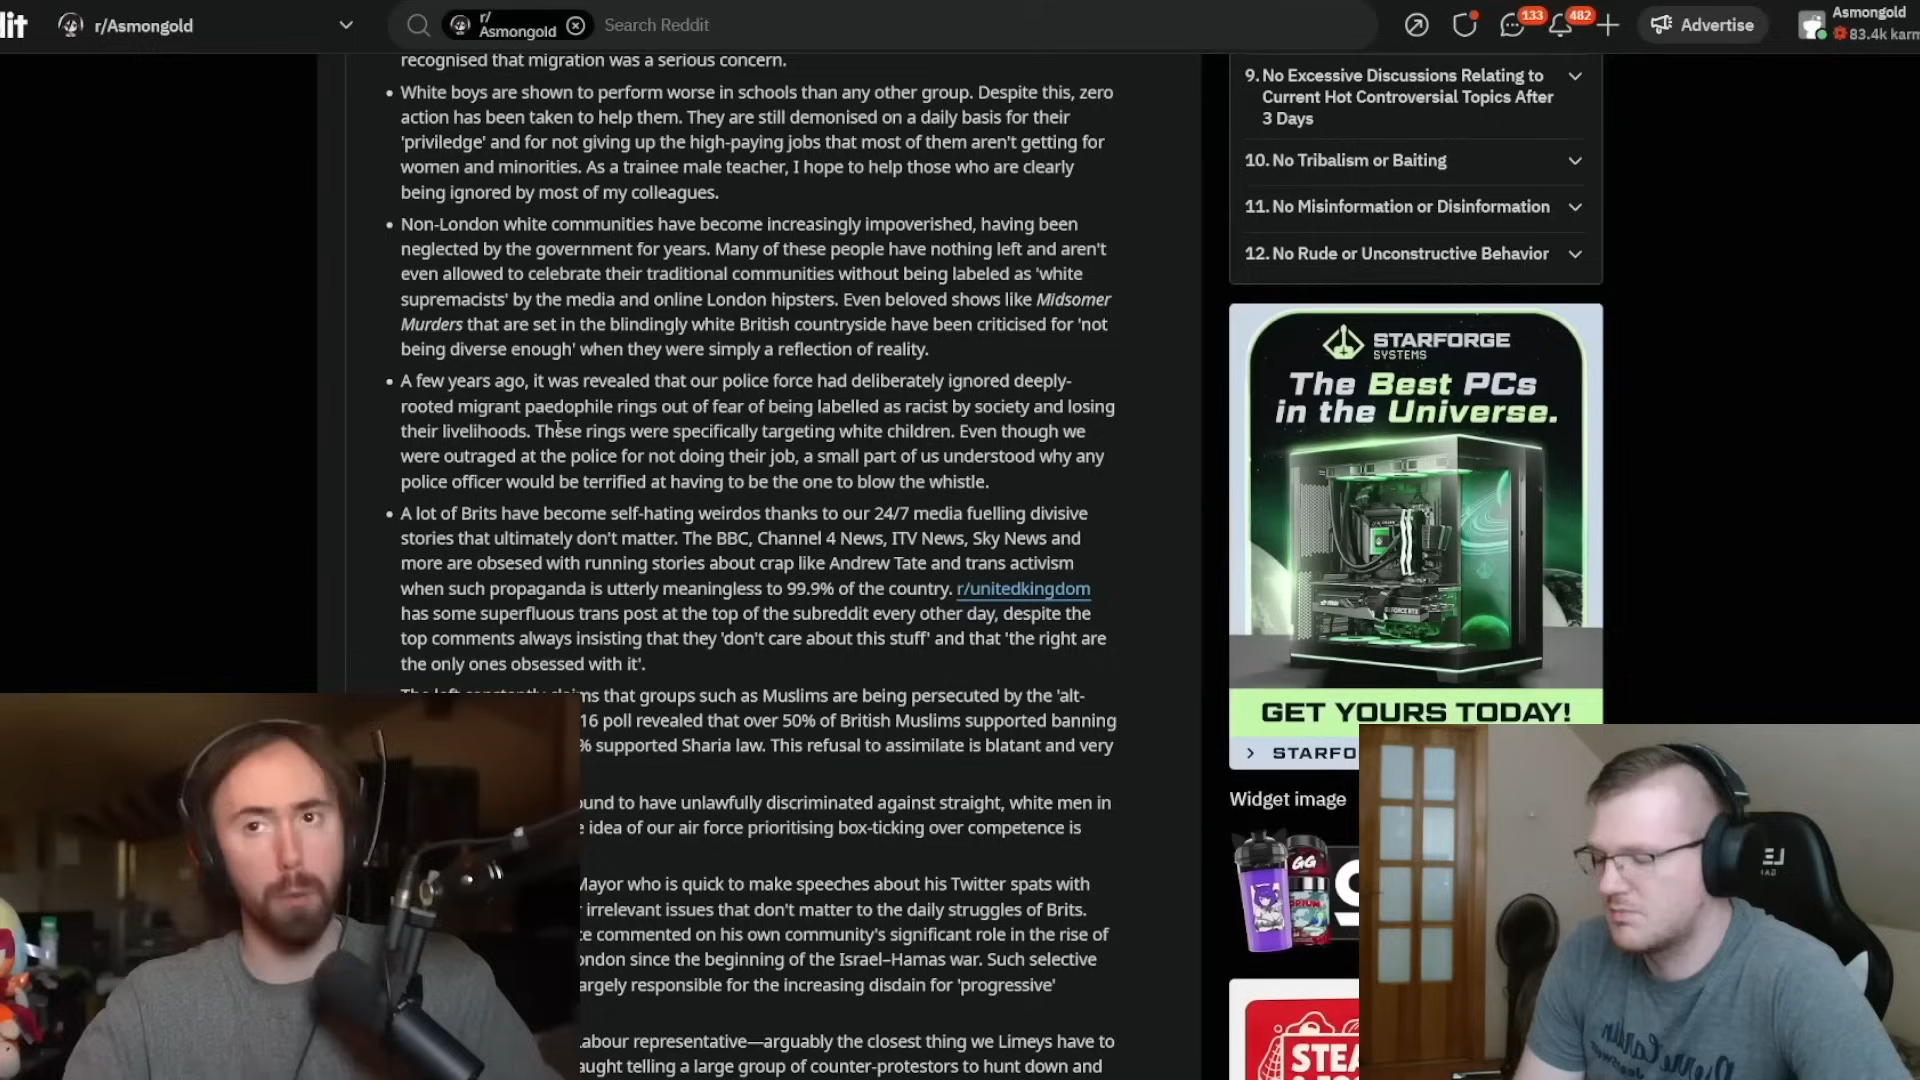 lit
r/Asmongold
r/
Asmongold
Search Reddit
133
482
Advertise
Asmongold
83.4k karm
recognised that migration was a serious concern.
• White boys are shown to perform worse in schools than any other group. Despite this, zero
action has been taken to help them. They are still demonised on a daily basis for their
'priviledge' and for not giving up the high-paying jobs that most of them aren't getting for
women and minorities. As a trainee male teacher, I hope to help those who are clearly
being ignored by most of my colleagues.
• Non-London white communities have become increasingly impoverished, having been
neglected by the government for years. Many of these people have nothing left and aren't
even allowed to celebrate their traditional communities without being labeled as 'white
supremacists' by the media and online London hipsters. Even beloved shows like Midsomer
Murders that are set in the blindingly white British countryside have been criticised for 'not
being diverse enough' when they were simply a reflection of reality.
• A few years ago, it was revealed that our police force had deliberately ignored deeply-
rooted migrant paedophile rings out of fear of being labelled as racist by society and losing
their livelihoods. These rings were specifically targeting white children. Even though we
were outraged at the police for not doing their job, a small part of us understood why any
police officer would be terrified at having to be the one to blow the whistle.
• A lot of Brits have become self-hating weirdos thanks to our 24/7 media fuelling divisive
stories that ultimately don't matter. The BBC, Channel 4 News, ITV News, Sky News and
more are obsesed with running stories about crap like Andrew Tate and trans activism
when such propaganda is utterly meaningless to 99.9% of the country. r/unitedkingdom
has some superfluous trans post at the top of the subreddit every other day, despite the
top comments always insisting that they 'don't care about this stuff' and that 'the right are
the only ones obsessed with it'.
The left constantly claims that groups such as Muslims are being persecuted by the 'alt-
16 poll revealed that over 50% of British Muslims supported banning
% supported Sharia law. This refusal to assimilate is blatant and very
und to have unlawfully discriminated against straight, white men in
e idea of our air force prioritising box-ticking over competence is
Mayor who is quick to make speeches about his Twitter spats with
r irrelevant issues that don't matter to the daily struggles of Brits.
ce commented on his own community's significant role in the rise of
ondon since the beginning of the Israel–Hamas war. Such selective
argely responsible for the increasing disdain for 'progressive'
Labour representative—arguably the closest thing we Limeys have to
aught telling a large group of counter-protestors to hunt down and
9. No Excessive Discussions Relating to
Current Hot Controversial Topics After
3 Days
10. No Tribalism or Baiting
11. No Misinformation or Disinformation
12. No Rude or Unconstructive Behavior
STARFORGE
SYSTEMS
The Best PCs
in the Universe.
GET YOURS TODAY!
STARFO
Widget image
GG
STEA